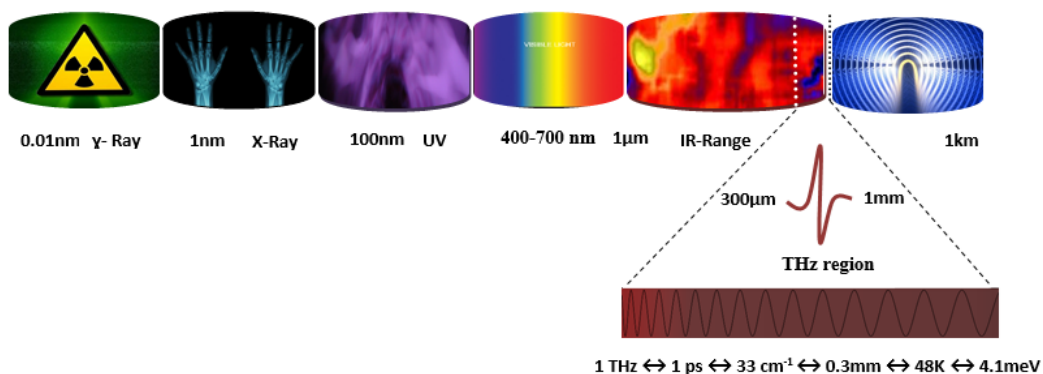 VISIBLE LIGHT
0.01nm γ- Ray 1nm X-Ray 100nm UV 400-700 nm 1μm IR-Range 1km
300μm 1mm
THz region
1 THz ↔ 1 ps ↔ 33 cm⁻¹ ↔ 0.3mm ↔ 48K ↔ 4.1meV